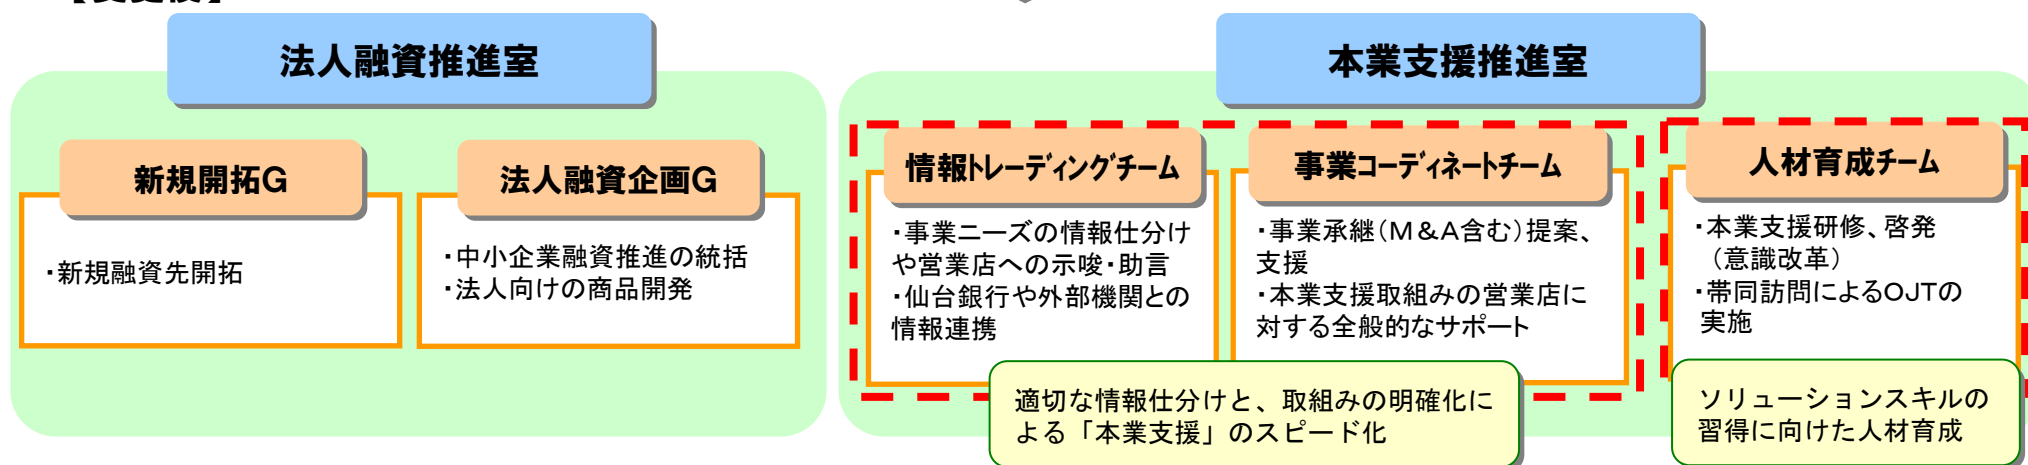 法人融資推進室
新規開拓G
・新規融資先開拓
法人融資企画G
・中小企業融資推進の統括
・法人向けの商品開発
本業支援推進室
情報トレーディングチーム
・事業ニーズの情報仕分け
や営業店への示唆・助言
・仙台銀行や外部機関との
情報連携
事業コーディネートチーム
・事業承継(M&A含む)提案、
支援
・本業支援取組みの営業店に
対する全般的なサポート
適切な情報仕分けと、取組みの明確化に
よる「本業支援」のスピード化
人材育成チーム
・本業支援研修、啓発
(意識改革)
・帯同訪問によるOJTの
実施
ソリューションスキルの
習得に向けた人材育成